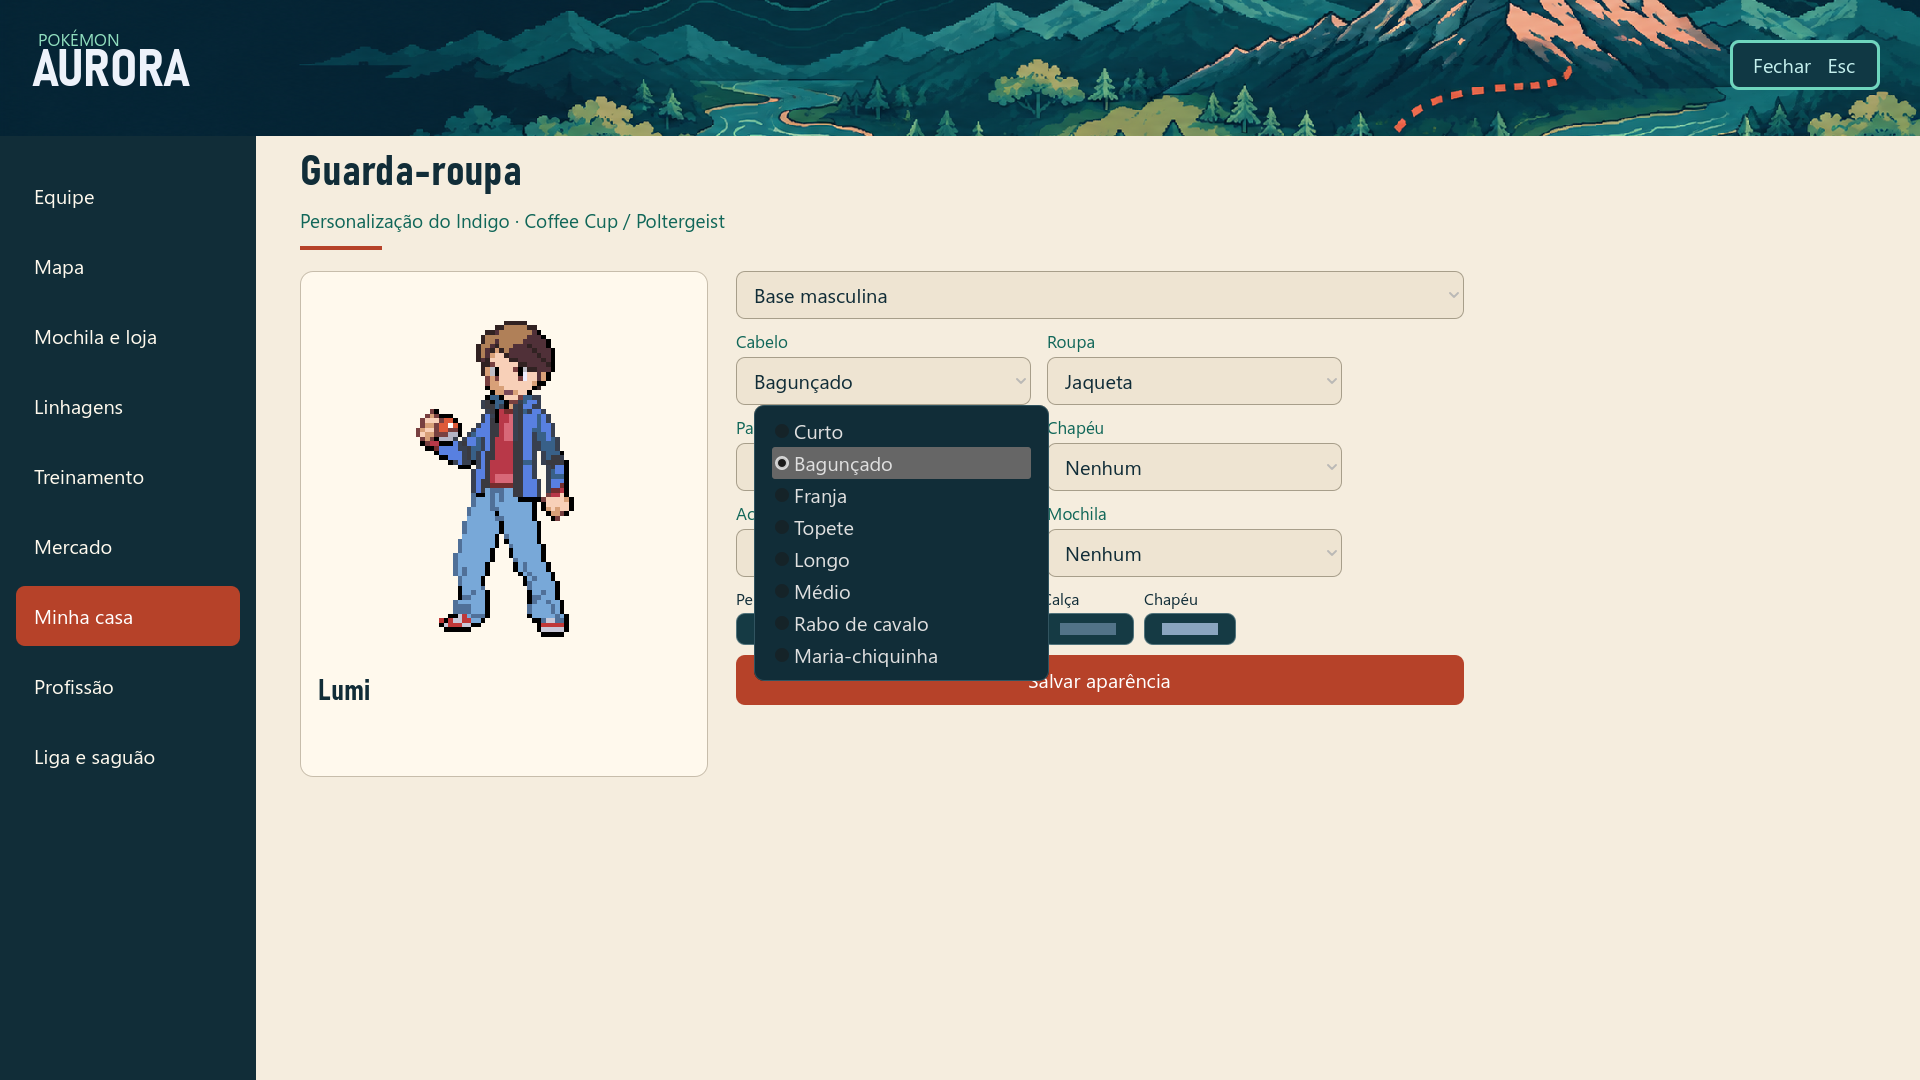 POKÉMON
AURORA
Fechar Esc
Equipe
Mapa
Mochila e loja
Linhagens
Treinamento
Mercado
Minha casa
Profissão
Liga e saguão
Guarda-roupa
Personalização do Indigo · Coffee Cup / Poltergeist
Lumi
Base masculina
Cabelo Roupa
Bagunçado Jaqueta
Chapéu
Nenhum
Mochila
Nenhum
Curto
Bagunçado
Franja
Topete
Longo
Médio
Rabo de cavalo
Maria-chiquinha
Calça Chapéu
Salvar aparência